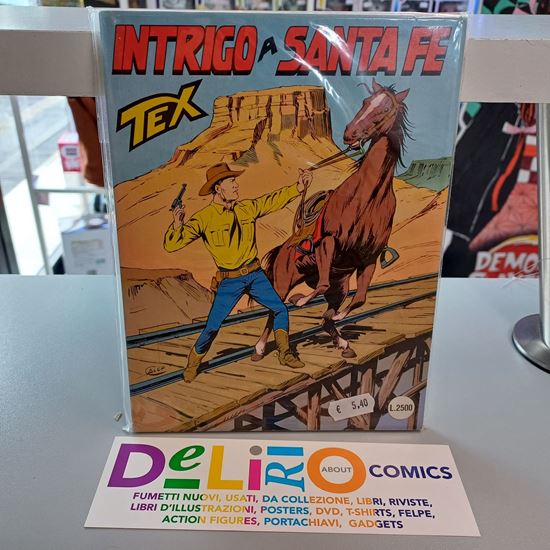 INTRIGO A SANTA FE
TEX
€ 5,40
L.2500
DELIRIO ABOUT COMICS
FUMETTI NUOVI, USATI, DA COLLEZIONE, LIBRI, RIVISTE,
LIBRI D'ILLUSTRAZIONI, POSTERS, DVD, T-SHIRTS, FELPE,
ACTION FIGURES, PORTACHIAVI, GADGETS
DEMO